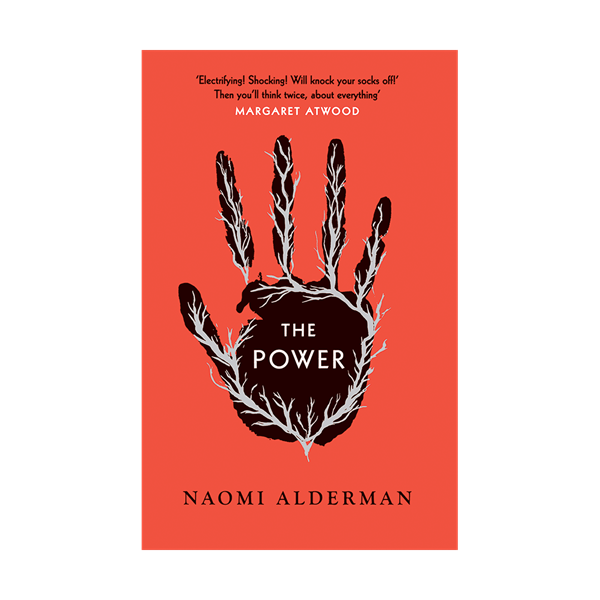 ‘Electrifying! Shocking! Will knock your socks off!’
Then you’ll think twice, about everything’
MARGARET ATWOOD
THE
POWER
NAOMI ALDERMAN